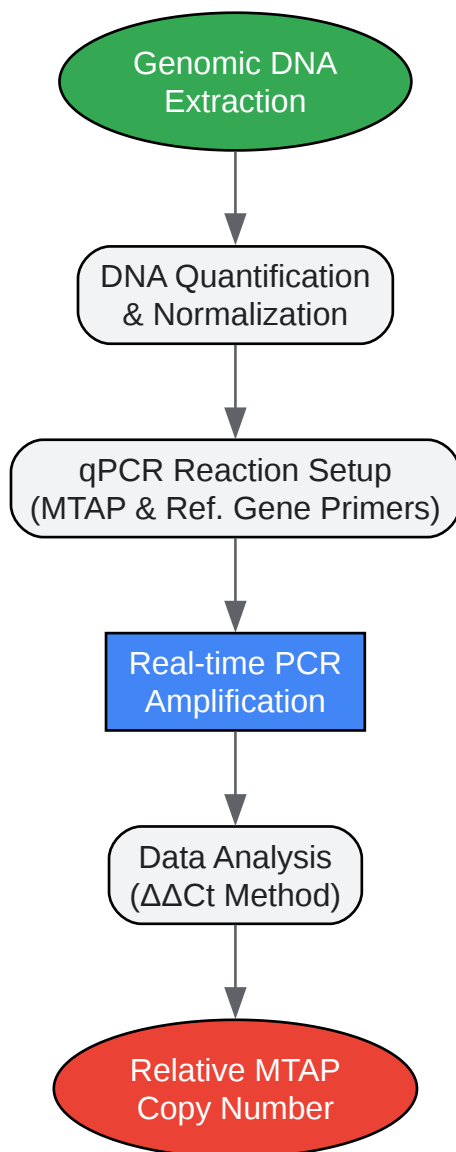 Genomic DNA
Extraction
DNA Quantification
& Normalization
qPCR Reaction Setup
(MTAP & Ref. Gene Primers)
Real-time PCR
Amplification
Data Analysis
(ΔΔCt Method)
Relative MTAP
Copy Number